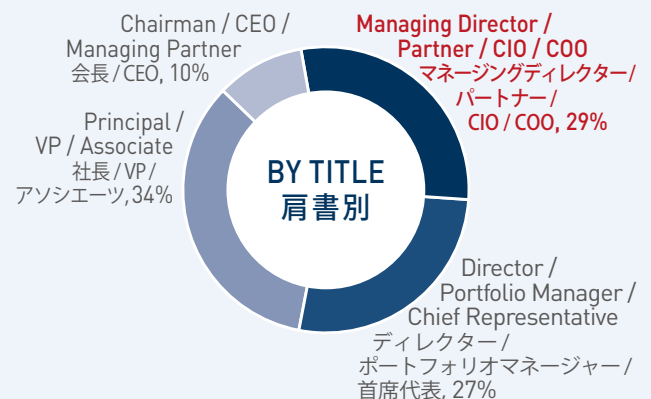 Chairman / CEO /
Managing Partner
会長 / CEO, 10%
Managing Director /
Partner / CIO / COO
マネージングディレクター /
パートナー /
CIO / COO, 29%
Principal /
VP / Associate
社長 / VP /
アソシエーツ, 34%
BY TITLE
肩書別
Director /
Portfolio Manager /
Chief Representative
ディレクター /
ポートフォリオマネージャー /
首席代表, 27%